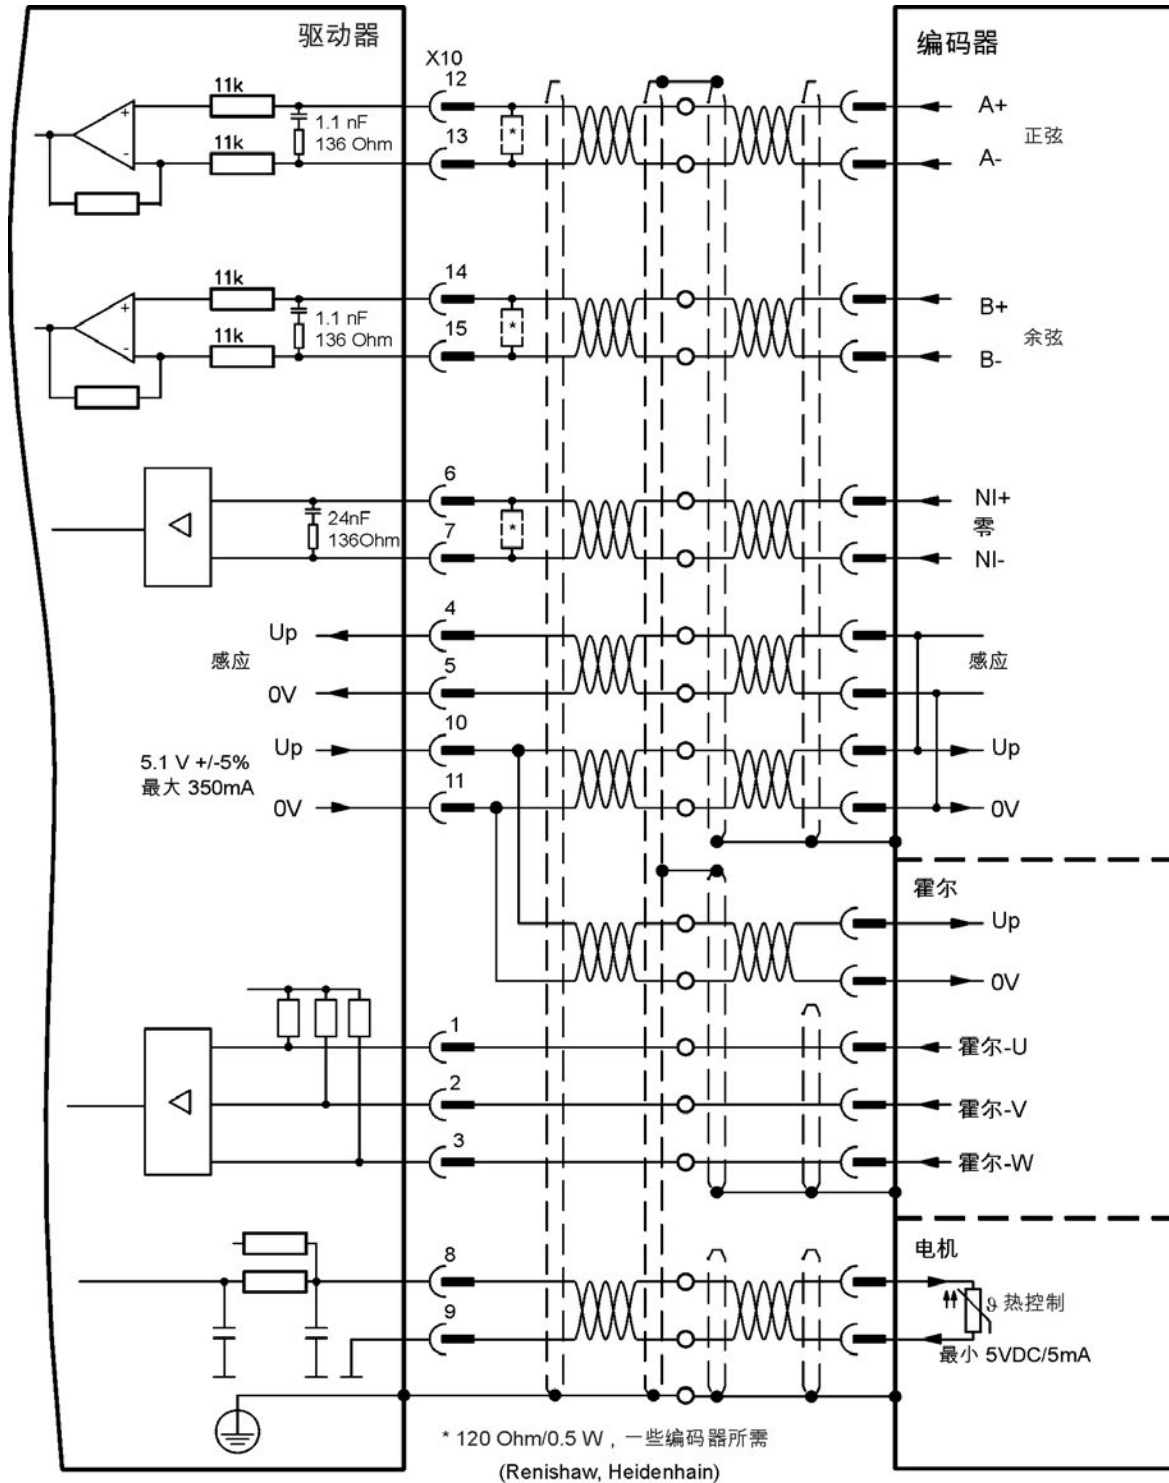 驱动器
编码器
X10
12
11k
+
1.1 nF
136 Ohm
*
A+
正弦
13
11k
-
A-
14
11k
+
1.1 nF
136 Ohm
*
B+
余弦
15
11k
-
B-
6
24nF
136Ohm
*
NI+
零
7
NI-
4
Up
感应
感应
5
0V
10
Up
Up
5.1 V +/-5%
最大 350mA
11
0V
0V
霍尔
Up
0V
1
霍尔-U
2
霍尔-V
3
霍尔-W
电机
8
ϑ 热控制
9
最小 5VDC/5mA
* 120 Ohm/0.5 W , 一些编码器所需
(Renishaw, Heidenhain)